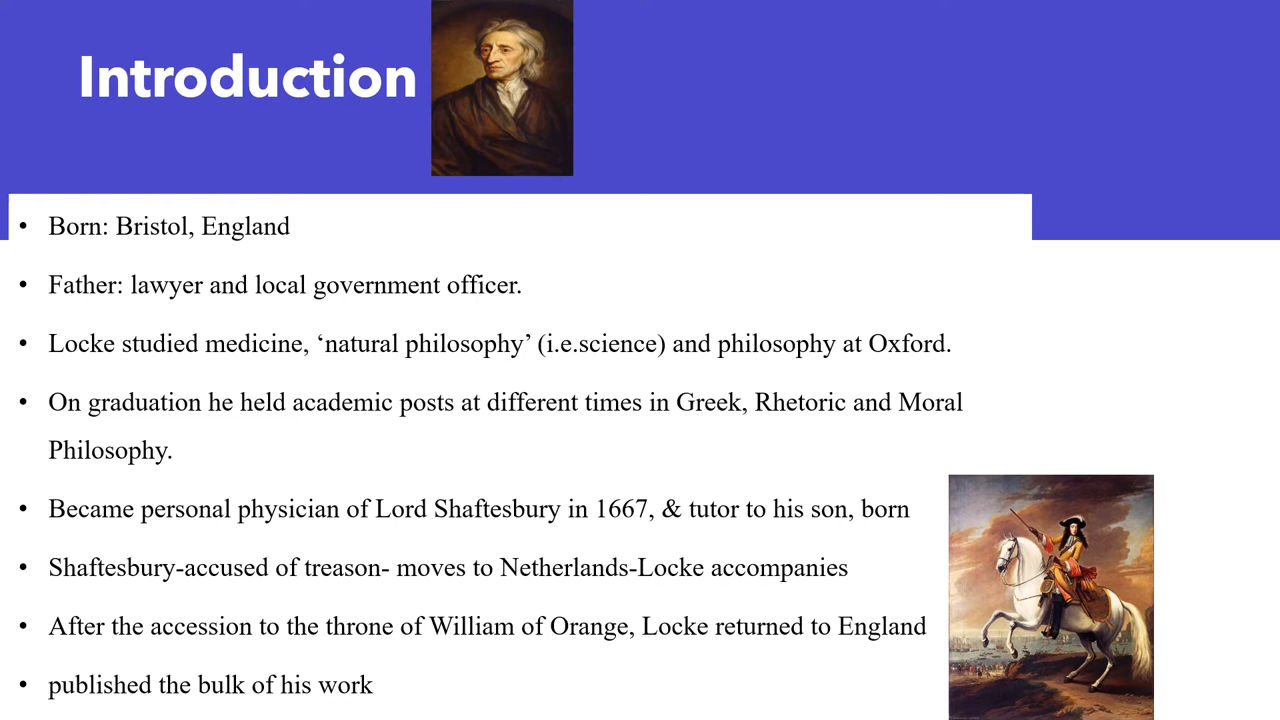 Introduction
• Born: Bristol, England
• Father: lawyer and local government officer.
• Locke studied medicine, ‘natural philosophy’ (i.e.science) and philosophy at Oxford.
• On graduation he held academic posts at different times in Greek, Rhetoric and Moral
Philosophy.
• Became personal physician of Lord Shaftesbury in 1667, & tutor to his son, born
• Shaftesbury-accused of treason- moves to Netherlands-Locke accompanies
• After the accession to the throne of William of Orange, Locke returned to England
• published the bulk of his work